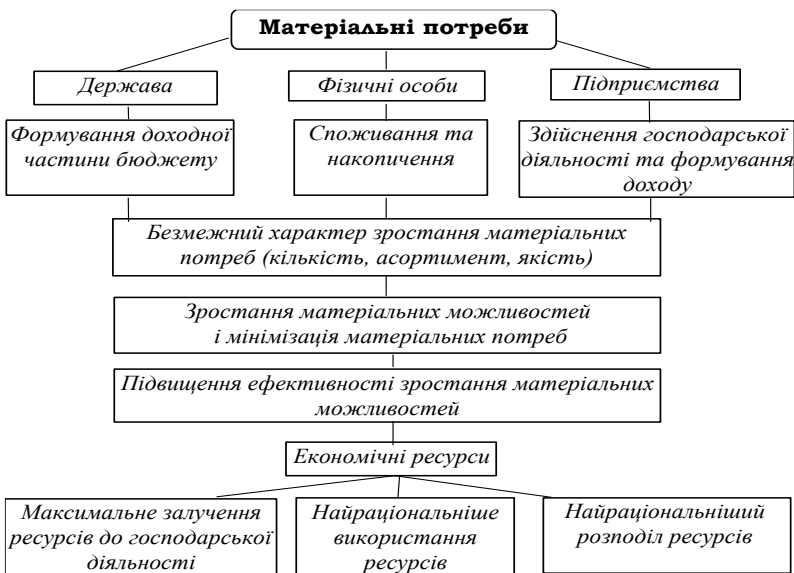 Матеріальні потреби
Держава
Фізичні особи
Підприємства
Формування доходної
частини бюджету
Споживання та
накопичення
Здійснення господарської
діяльності та формування
доходу
Безмежний характер зростання матеріальних
потреб (кількість, асортимент, якість)
Зростання матеріальних можливостей
і мінімізація матеріальних потреб
Підвищення ефективності зростання матеріальних
можливостей
Економічні ресурси
Максимальне залучення
ресурсів до господарської
діяльності
Найраціональніше
використання
ресурсів
Найраціональніший
розподіл ресурсів